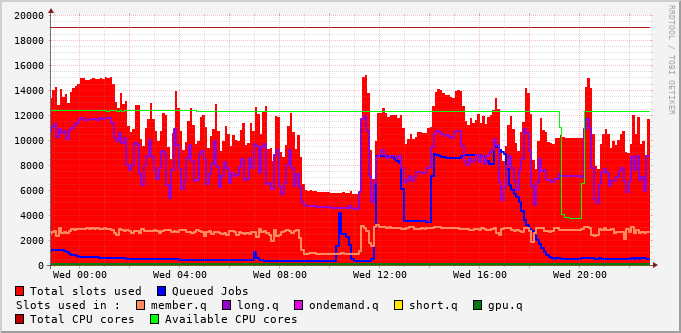 20000
18000
16000
14000
12000
10000
8000
6000
4000
2000
0
Wed 00:00 Wed 04:00 Wed 08:00 Wed 12:00 Wed 16:00 Wed 20:00
Total slots used Queued Jobs
Slots used in : member.q long.q ondemand.q short.q gpu.q
Total CPU cores Available CPU cores
RRDTOOL / TOBI OETIKER